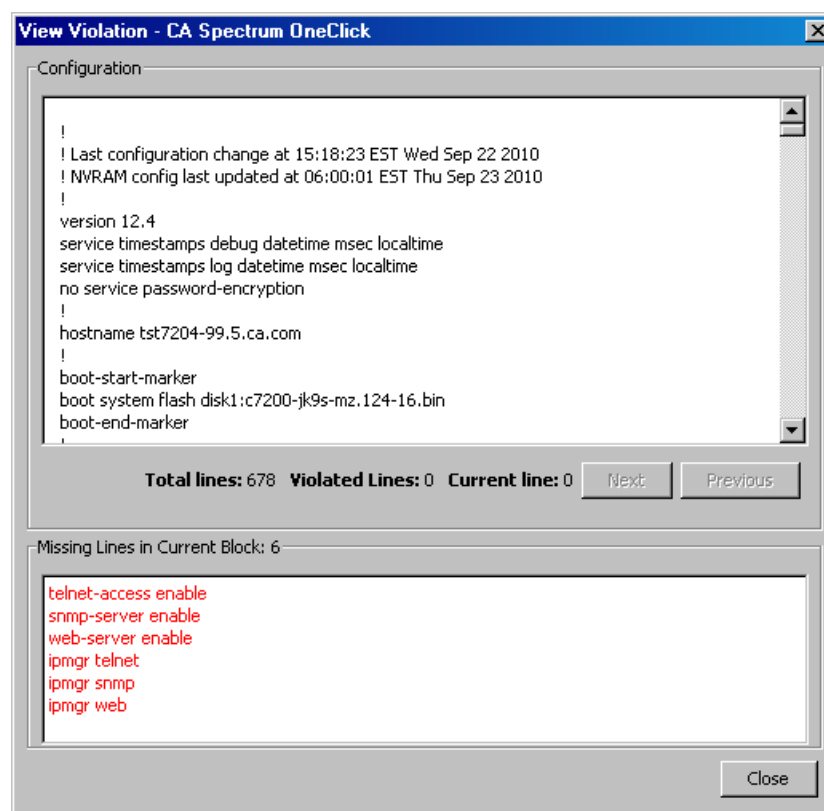 View Violation - CA Spectrum OneClick
Configuration
!
! Last configuration change at 15:18:23 EST Wed Sep 22 2010
! NVRAM config last updated at 06:00:01 EST Thu Sep 23 2010
!
version 12.4
service timestamps debug datetime msec localtime
service timestamps log datetime msec localtime
no service password-encryption
!
hostname tst7204-99.5.ca.com
!
boot-start-marker
boot system flash disk1:c7200-jk9s-mz.124-16.bin
boot-end-marker
!
Total lines: 678 Violated Lines: 0 Current line: 0 Next Previous
Missing Lines in Current Block: 6
telnet-access enable
snmp-server enable
web-server enable
ipmgr telnet
ipmgr snmp
ipmgr web
Close